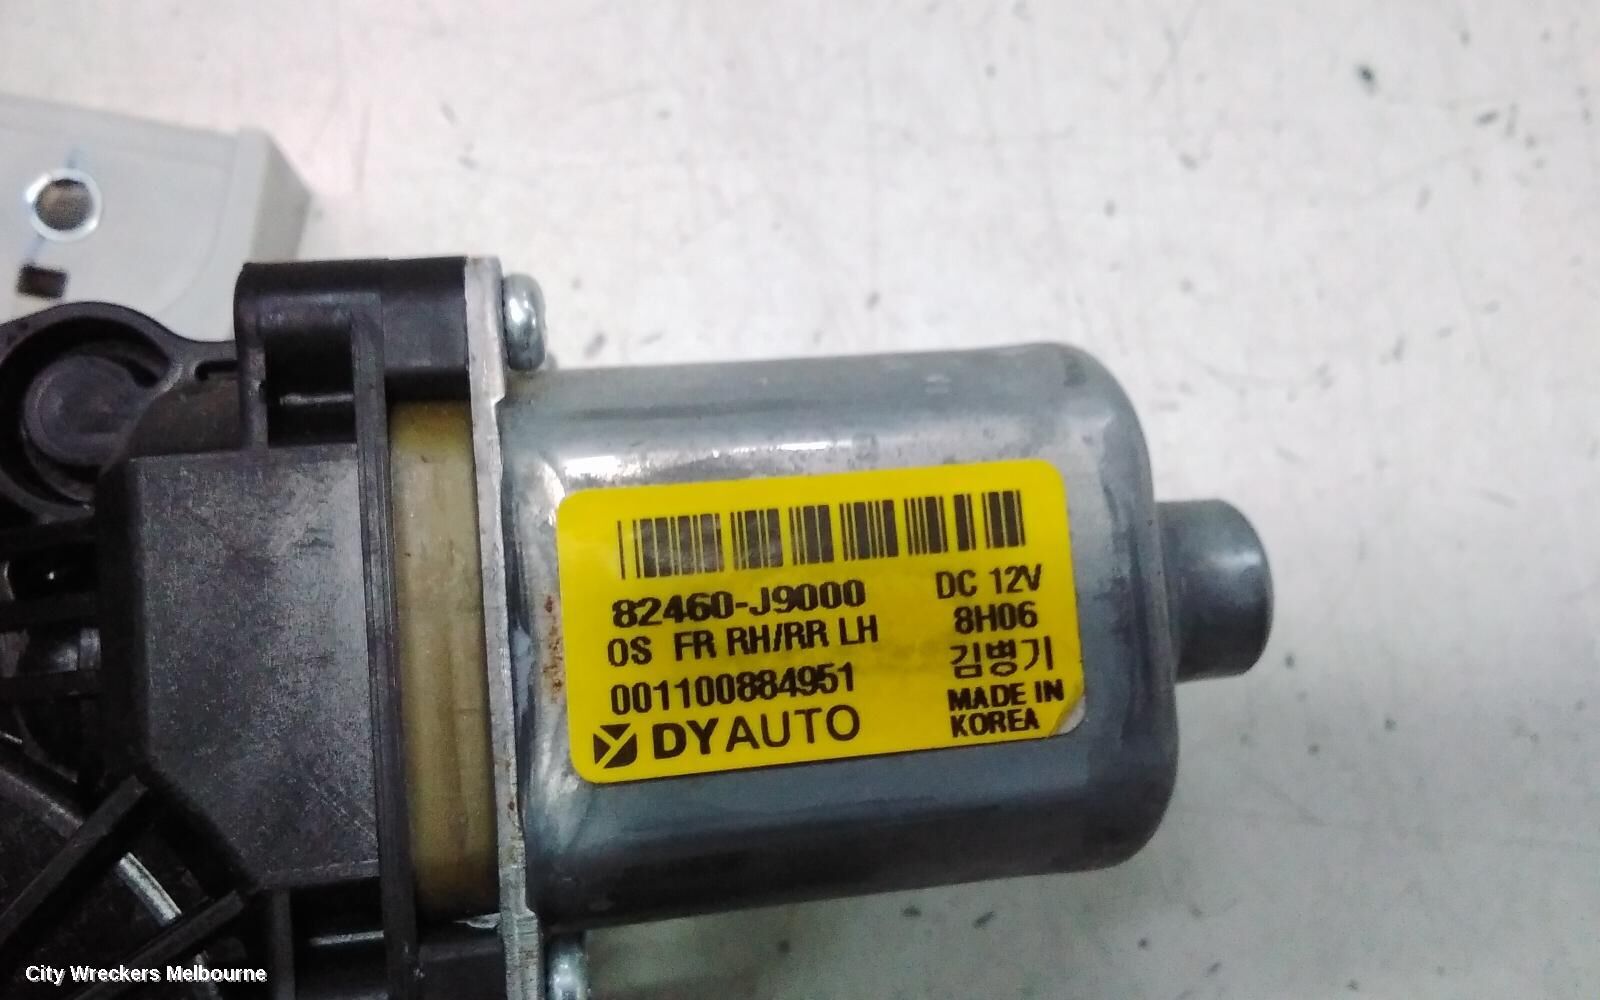 82460-J9000
OS FR RH/RR LH
001100884951
DYAUTO
DC 12V
8H06
김병기
MADE IN
KOREA
City Wreckers Melbourne